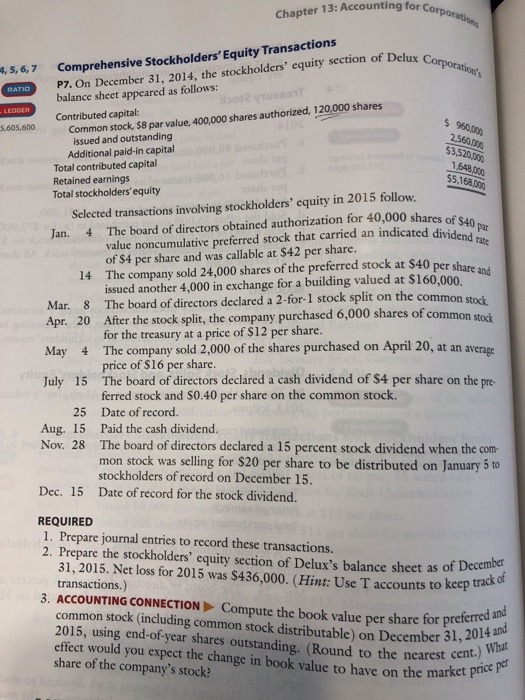 Chapter 13: Accounting for Corporations
4, 5, 6, 7
RATIO
LEDGER
5,605,600
Comprehensive Stockholders' Equity Transactions
P7. On December 31, 2014, the stockholders' equity section of Delux Corporation's
balance sheet appeared as follows:
Contributed capital:
Common stock, $8 par value, 400,000 shares authorized, 120,000 shares
issued and outstanding $ 960,000
Additional paid-in capital 2,560,000
Total contributed capital $3,520,000
Retained earnings 1,648,000
Total stockholders' equity $5,168,000
Selected transactions involving stockholders' equity in 2015 follow.
Jan. 4 The board of directors obtained authorization for 40,000 shares of $40 par
value noncumulative preferred stock that carried an indicated dividend rate
of $4 per share and was callable at $42 per share.
14 The company sold 24,000 shares of the preferred stock at $40 per share and
issued another 4,000 in exchange for a building valued at $160,000.
Mar. 8 The board of directors declared a 2-for-1 stock split on the common stock.
Apr. 20 After the stock split, the company purchased 6,000 shares of common stock
for the treasury at a price of $12 per share.
May 4 The company sold 2,000 of the shares purchased on April 20, at an average
price of $16 per share.
July 15 The board of directors declared a cash dividend of $4 per share on the pre-
ferred stock and $0.40 per share on the common stock.
25 Date of record.
Aug. 15 Paid the cash dividend.
Nov. 28 The board of directors declared a 15 percent stock dividend when the com-
mon stock was selling for $20 per share to be distributed on January 5 to
stockholders of record on December 15.
Dec. 15 Date of record for the stock dividend.
REQUIRED
1. Prepare journal entries to record these transactions.
2. Prepare the stockholders' equity section of Delux's balance sheet as of December
31, 2015. Net loss for 2015 was $436,000. (Hint: Use T accounts to keep track of
transactions.)
3. ACCOUNTING CONNECTION ▶ Compute the book value per share for preferred and
common stock (including common stock distributable) on December 31, 2014 and
2015, using end-of-year shares outstanding. (Round to the nearest cent.) What
effect would you expect the change in book value to have on the market price per
share of the company's stock?